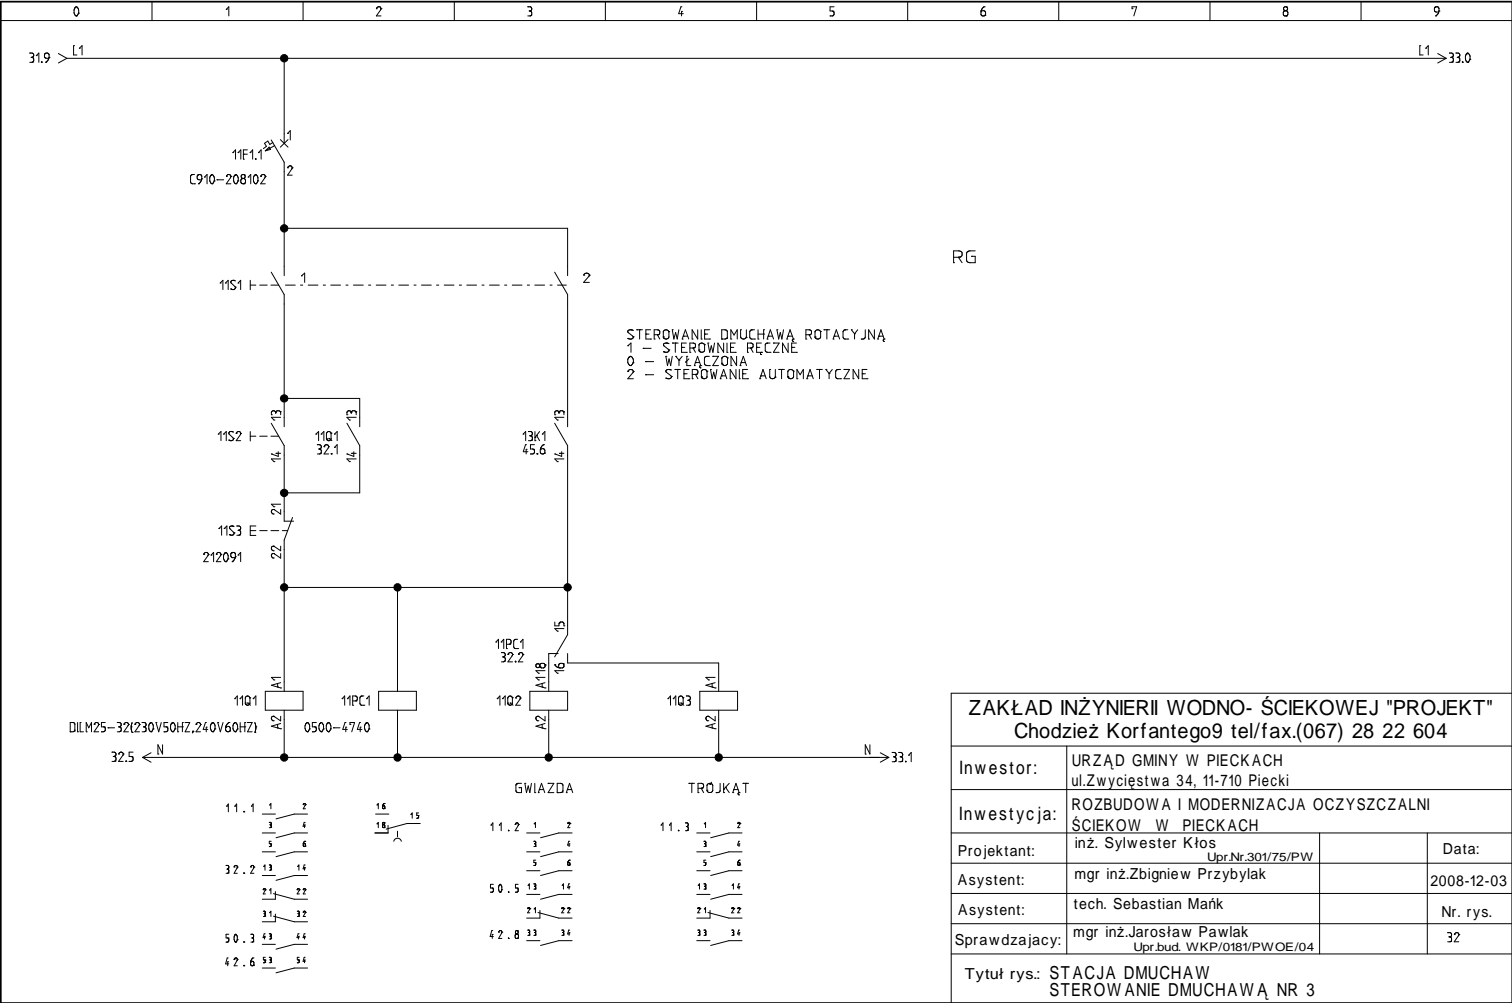 0 1 2 3 4 5 6 7 8 9
31.9 L1 L1 33.0
1
11F1.1
2
C910-208102
RG
11S1 1 2
STEROWANIE DMUCHAWĄ ROTACYJNĄ
1 - STEROWNIE RĘCZNE
0 - WYŁĄCZONA
2 - STEROWANIE AUTOMATYCZNE
13 13 13
11S2 11Q1 13K1
32.1 45.6
14 14 14
21
11S3
212091 22
15
11PC1
32.2
18 16
A1 A1 A1
11Q1 11PC1 11Q2 11Q3
A2 A2 A2
DILM25-32(230V50HZ,240V60HZ) 0500-4740
32.5 N N 33.1
GWIAZDA TRÓJKĄT
11.1 1 2
3 4
5 6
32.2 13 14
21 22
31 32
50.3 43 44
42.6 53 54
16
18 15
11.2 1 2
3 4
5 6
50.5 13 14
21 22
42.8 33 34
11.3 1 2
3 4
5 6
13 14
21 22
33 34
ZAKŁAD INŻYNIERII WODNO- ŚCIEKOWEJ "PROJEKT"
Chodzież Korfantego9 tel/fax.(067) 28 22 604
Inwestor: URZĄD GMINY W PIECKACH
ul.Zwycięstwa 34, 11-710 Piecki
Inwestycja: ROZBUDOWA I MODERNIZACJA OCZYSZCZALNI
ŚCIEKOW W PIECKACH
Projektant: inż. Sylwester Kłos
Upr.Nr.301/75/PW
Data:
Asystent: mgr inż.Zbigniew Przybylak 2008-12-03
Asystent: tech. Sebastian Mańk Nr. rys.
Sprawdzajacy: mgr inż.Jarosław Pawlak 32
Upr.bud. WKP/0181/PWOE/04
Tytuł rys.: STACJA DMUCHAW
STEROWANIE DMUCHAWĄ NR 3